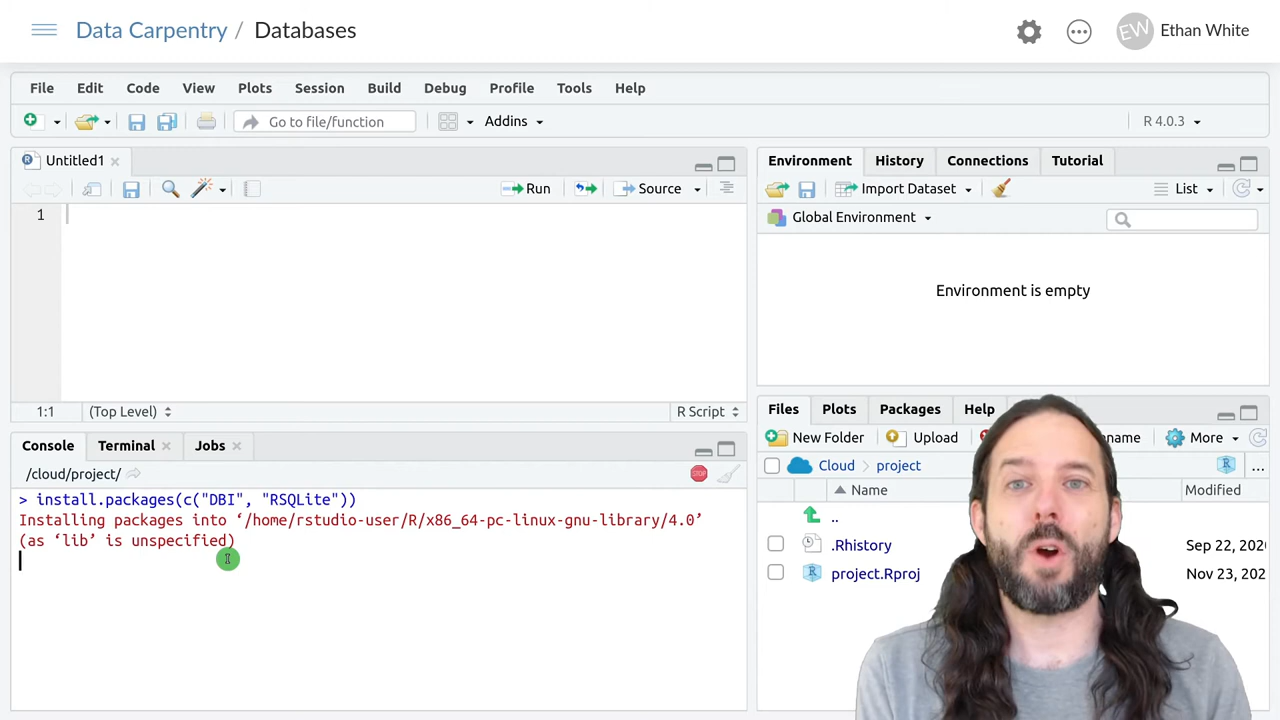 Data Carpentry / Databases
EW Ethan White
File Edit Code View Plots Session Build Debug Profile Tools Help
Go to file/function Addins R 4.0.3
Untitled1
Run Source
1
1:1 (Top Level) R Script
Console Terminal Jobs
/cloud/project/ STOP
> install.packages(c("DBI", "RSQLite"))
Installing packages into ‘/home/rstudio-user/R/x86_64-pc-linux-gnu-library/4.0’
(as ‘lib’ is unspecified)
Environment History Connections Tutorial
Import Dataset List
Global Environment
Environment is empty
Files Plots Packages Help
New Folder Upload name More
Cloud project ...
Name Modified
..
.Rhistory Sep 22, 202
project.Rproj Nov 23, 202